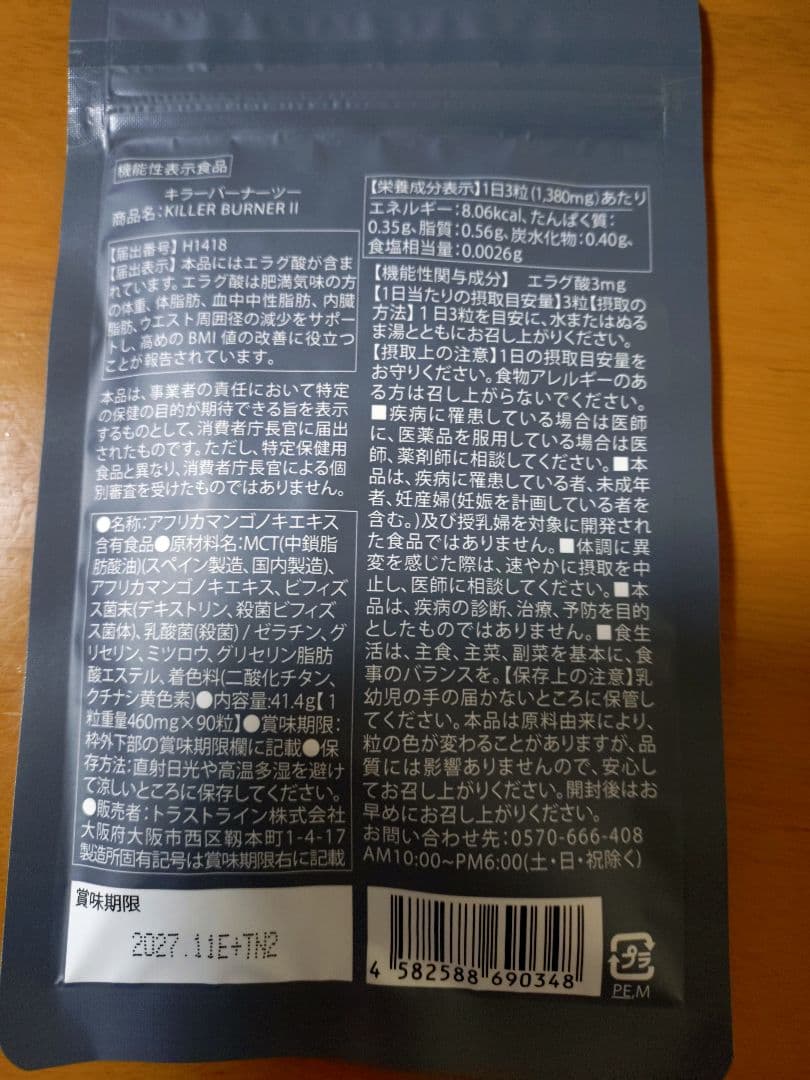 機能性表示食品
キラーバーナーツー
商品名:KILLER BURNER II
【届出番号】H1418
【届出表示】本品にはエラグ酸が含ま
れています。エラグ酸は肥満気味の方
の体重、体脂肪、血中中性脂肪、内臓
脂肪、ウエスト周囲径の減少をサポー
トし、高めのBMI値の改善に役立つ
ことが報告されています。
本品は、事業者の責任において特定
の保健の目的が期待できる旨を表示
するものとして、消費者庁長官に届出
されたものです。ただし、特定保健用
食品と異なり、消費者庁長官による個
別審査を受けたものではありません。
●名称:アフリカマンゴノキエキス
含有食品●原材料名:MCT(中鎖脂
肪酸油)(スペイン製造、国内製造)、
アフリカマンゴノキエキス、ビフィズ
ス菌末(デキストリン、殺菌ビフィズ
ス菌体)、乳酸菌(殺菌)/ゼラチン、グ
リセリン、ミツロウ、グリセリン脂肪
酸エステル、着色料(二酸化チタン、
クチナシ黄色素)●内容量:41.4g【1
粒重量460mg×90粒】●賞味期限:
枠外下部の賞味期限欄に記載●保
存方法:直射日光や高温多湿を避け
て涼しいところに保存してください。
●販売者:トラストライン株式会社
大阪府大阪市西区靱本町1-4-17
製造所固有記号は賞味期限右に記載
賞味期限
2027.11E+TN2
【栄養成分表示】1日3粒(1,380mg)あたり
エネルギー:8.06kcal、たんぱく質:
0.35g、脂質:0.56g、炭水化物:0.40g、
食塩相当量:0.0026g
【機能性関与成分】 エラグ酸3mg
【1日当たりの摂取目安量】3粒【摂取の
方法】1日3粒を目安に、水またはぬる
ま湯とともにお召し上がりください。
【摂取上の注意】1日の摂取目安量を
お守りください。食物アレルギーのあ
る方は召し上がらないでください。
■疾病に罹患している場合は医師
に、医薬品を服用している場合は医
師、薬剤師に相談してください。■本
品は、疾病に罹患している者、未成年
者、妊産婦(妊娠を計画している者を
含む。)及び授乳婦を対象に開発され
た食品ではありません。■体調に異
変を感じた際は、速やかに摂取を中
止し、医師に相談してください。■本
品は、疾病の診断、治療、予防を目的
としたものではありません。■食生
活は、主食、主菜、副菜を基本に、食
事のバランスを。【保存上の注意】乳
幼児の手の届かないところに保管し
てください。本品は原料由来により、
粒の色が変わることがありますが、品
質には影響ありませんので、安心し
てお召し上がりください。開封後はお
早めにお召し上がりください。
お問い合わせ先:0570-666-408
AM10:00~PM6:00(土・日・祝除く)
4 582588 690348
プラ
PE,M